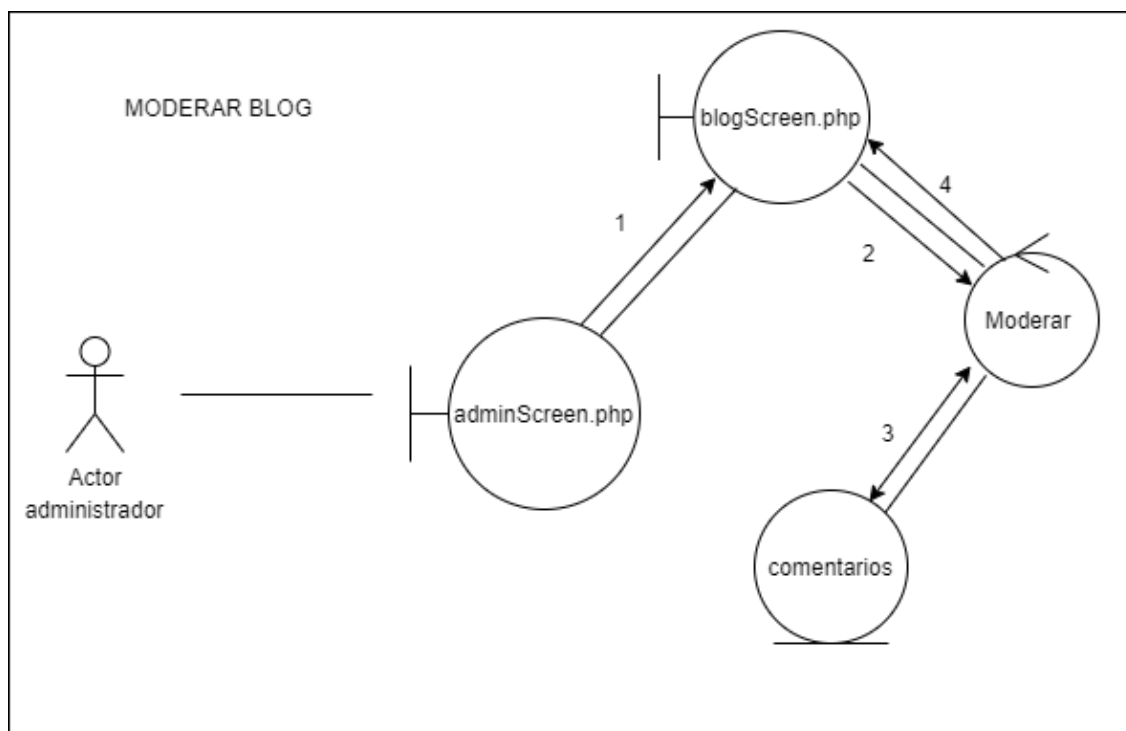 MODERAR BLOG
blogScreen.php
4
1
2
Moderar
adminScreen.php
3
Actor
administrador
comentarios